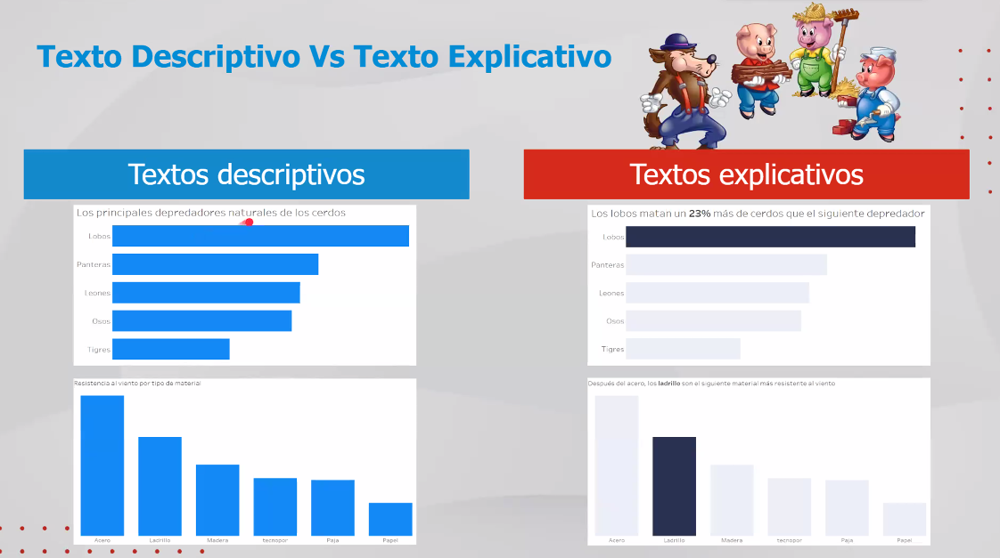 Texto Descriptivo Vs Texto Explicativo
Textos descriptivos
Los principales depredadores naturales de los cerdos
Lobos
Panteras
Leones
Osos
Tigres
Resistencia al viento por tipo de material
Acero
Ladrillo
Madera
tecnopor
Paja
Papel
Textos explicativos
Los lobos matan un 23% más de cerdos que el siguiente depredador
Lobos
Panteras
Leones
Osos
Tigres
Después del acero, los ladrillo son el siguiente material más resistente al viento
Acero
Ladrillo
Madera
tecnopor
Paja
Papel